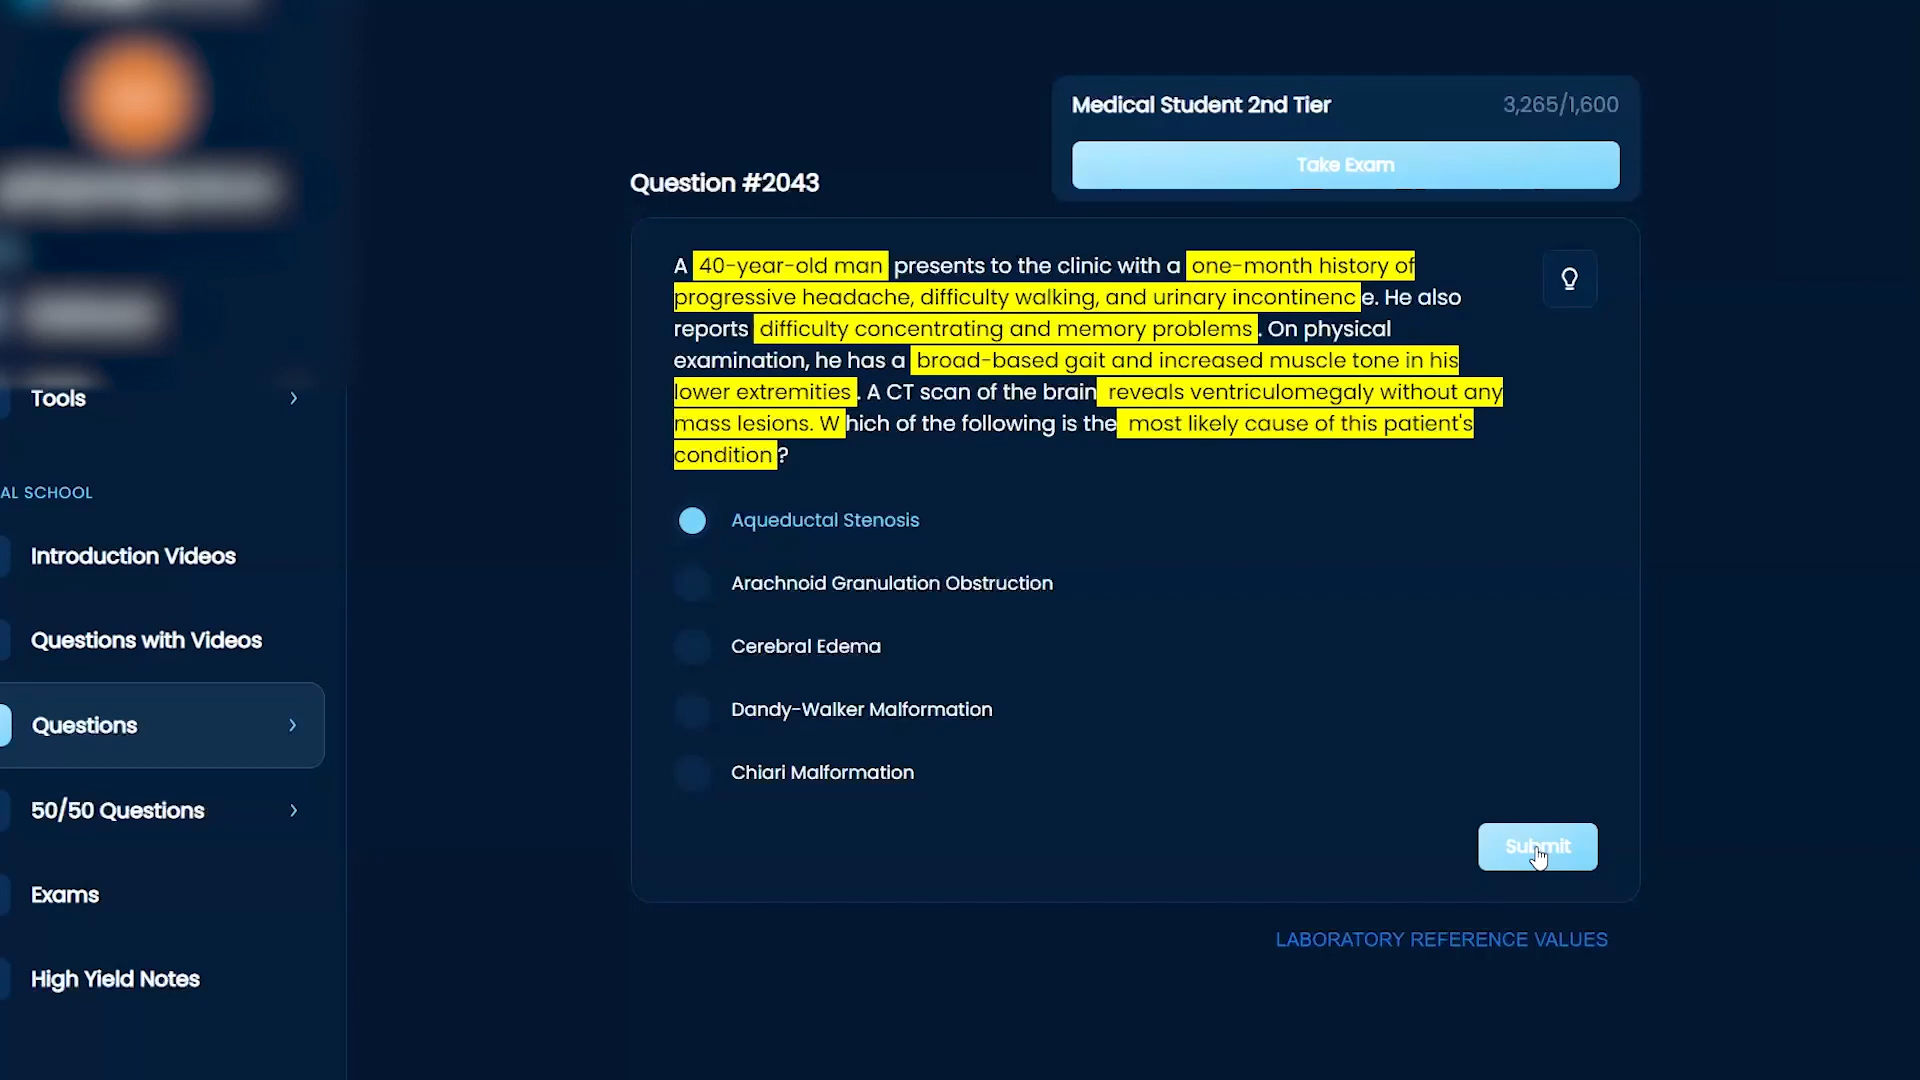 Medical Student 2nd Tier 3,265/1,600
Take Exam
Question #2043
A 40-year-old man presents to the clinic with a one-month history of
progressive headache, difficulty walking, and urinary incontinence. He also
reports difficulty concentrating and memory problems. On physical
examination, he has a broad-based gait and increased muscle tone in his
lower extremities. A CT scan of the brain reveals ventriculomegaly without any
mass lesions. Which of the following is the most likely cause of this patient's
condition?
Aqueductal Stenosis
Arachnoid Granulation Obstruction
Cerebral Edema
Dandy-Walker Malformation
Chiari Malformation
Submit
LABORATORY REFERENCE VALUES
Tools
AL SCHOOL
Introduction Videos
Questions with Videos
Questions
50/50 Questions
Exams
High Yield Notes